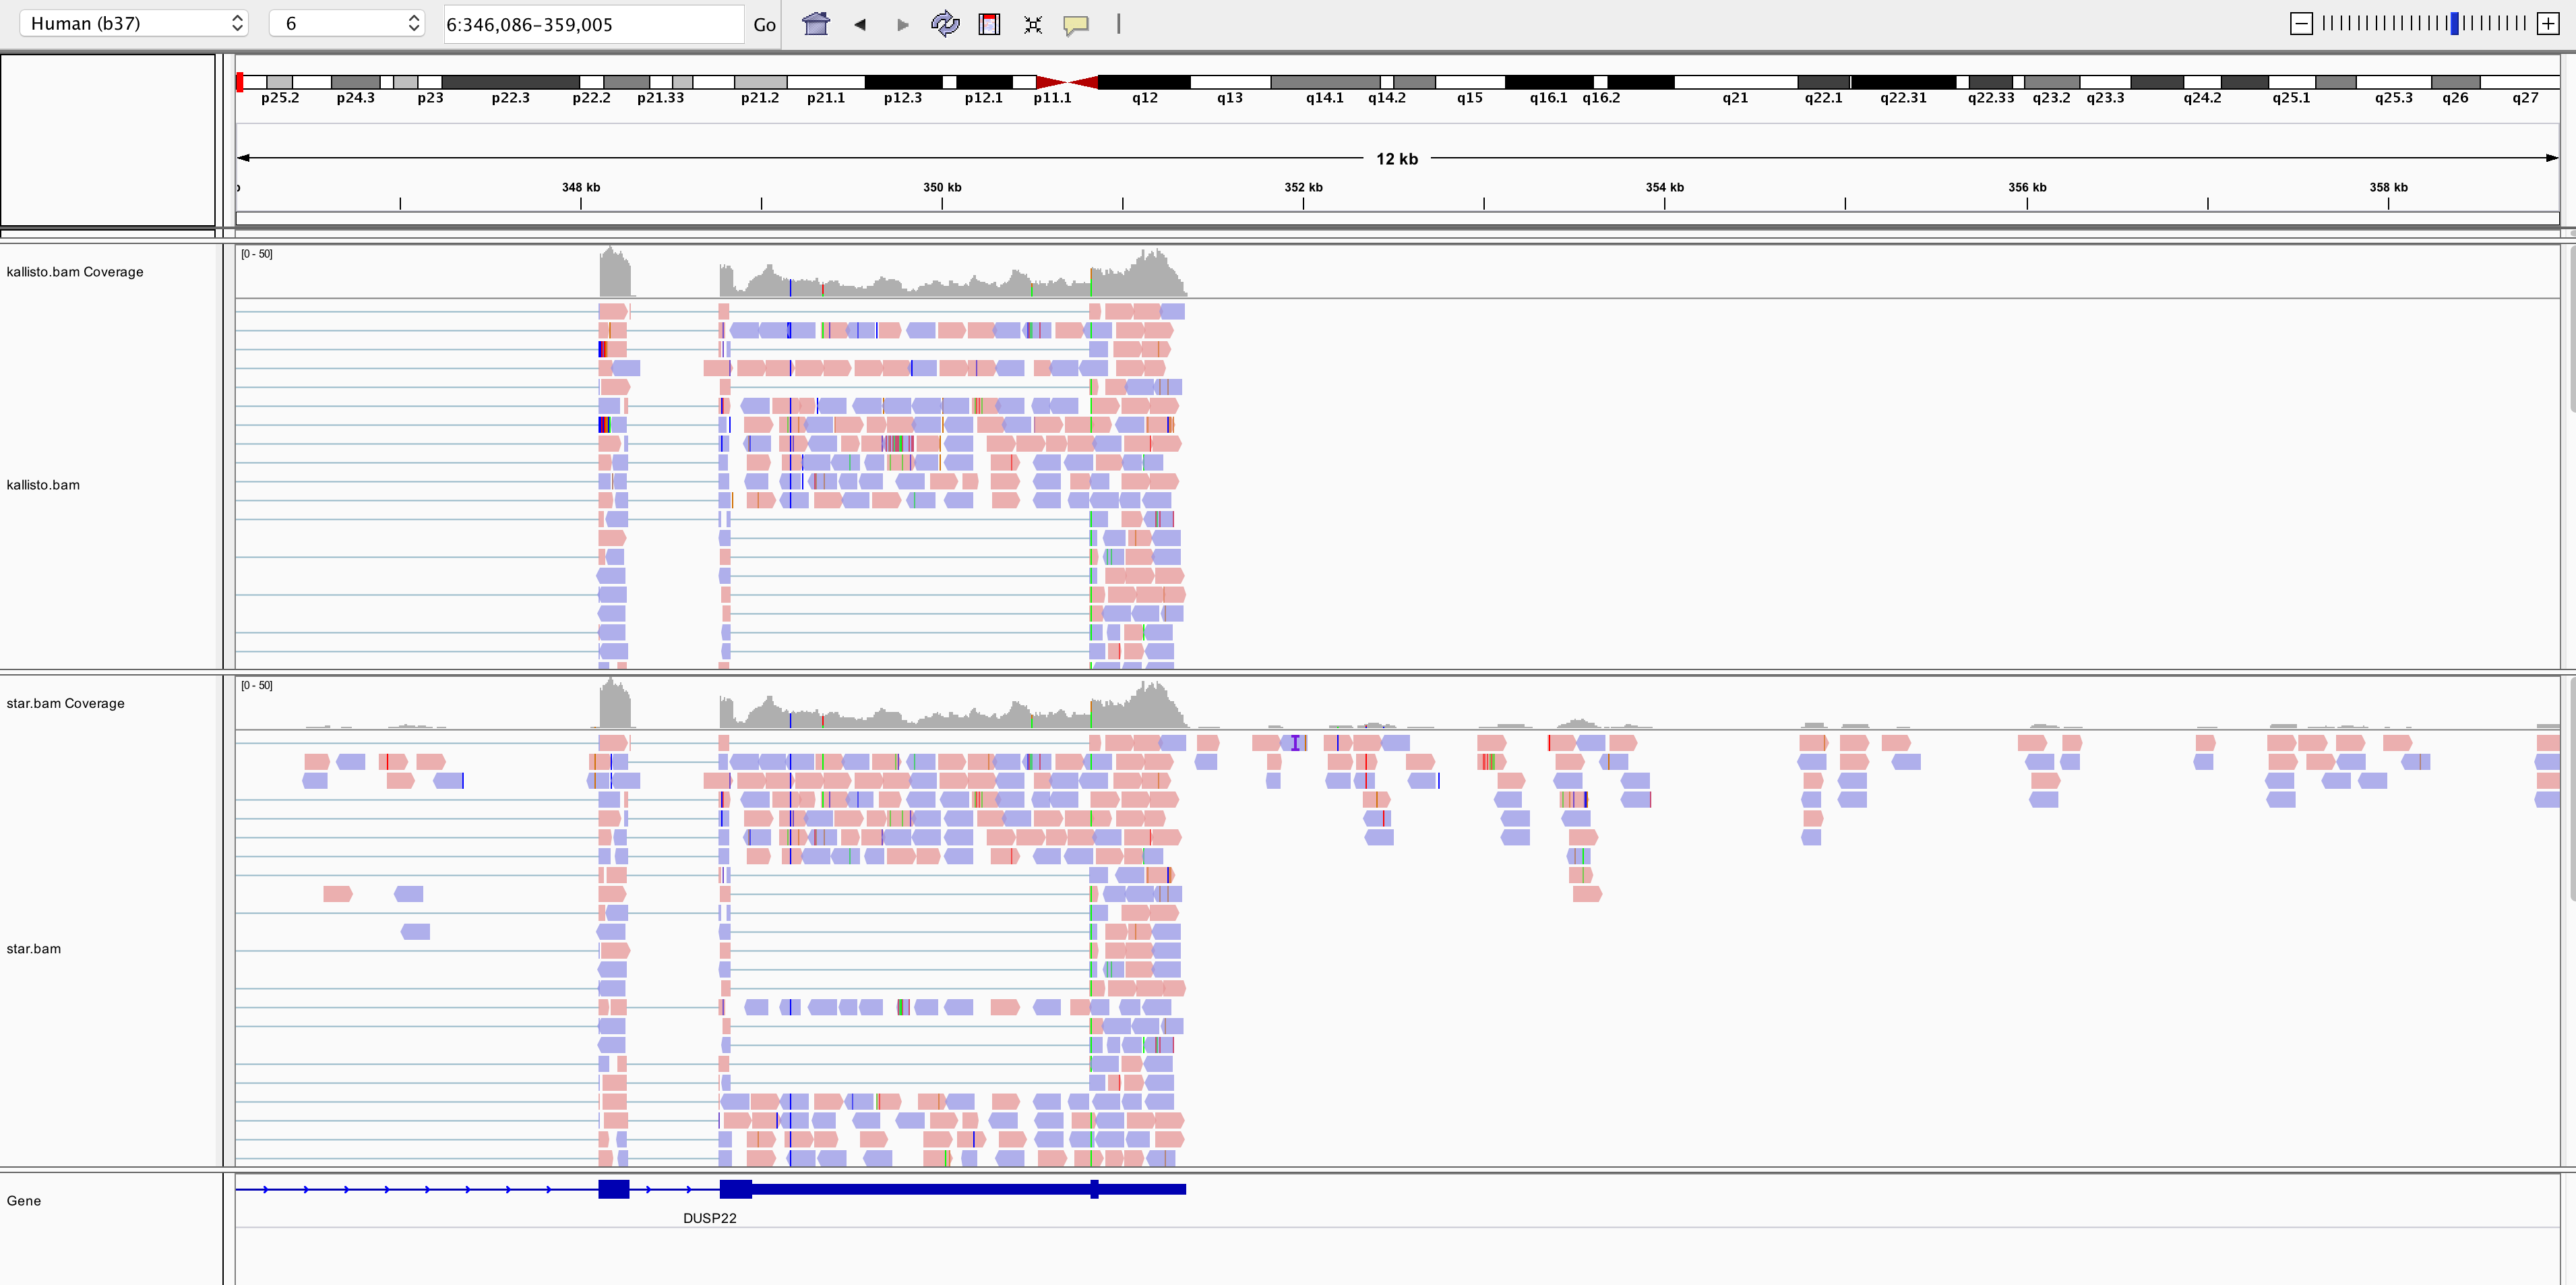 Human (b37) 6 6:346,086-359,005 Go
p25.2 p24.3 p23 p22.3 p22.2 p21.33 p21.2 p21.1 p12.3 p12.1 p11.1 q12 q13 q14.1 q14.2 q15 q16.1 q16.2 q21 q22.1 q22.31 q22.33 q23.2 q23.3 q24.2 q25.1 q25.3 q26 q27
12 kb
348 kb 350 kb 352 kb 354 kb 356 kb 358 kb
[0 - 50]
kallisto.bam Coverage
kallisto.bam
[0 - 50]
star.bam Coverage
star.bam
Gene
DUSP22